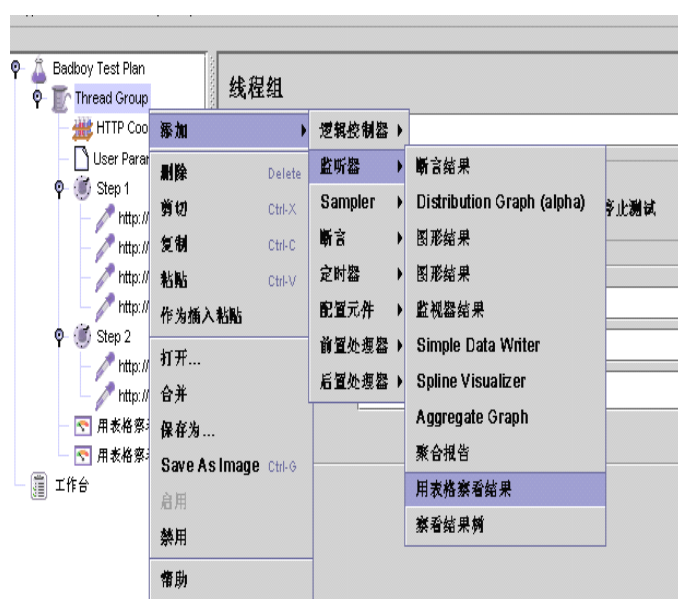 Badboy Test Plan
Thread Group
HTTP Coo
User Parar
Step 1
http://
http://
http://
http://
Step 2
http://
http://
用表格察
用表格察
工作台
线程组
添加
删除 Delete
剪切 Ctrl-X
复制 Ctrl-C
粘贴 Ctrl-V
作为插入粘贴
打开...
合并
保存为...
Save As Image Ctrl-G
启用
禁用
帮助
逻辑控制器
监听器
Sampler
断言
定时器
配置元件
前置处理器
后置处理器
断言结果
Distribution Graph (alpha)
图形结果
图形结果
监视器结果
Simple Data Writer
Spline Visualizer
Aggregate Graph
聚合报告
用表格察看结果
察看结果树
停止测试